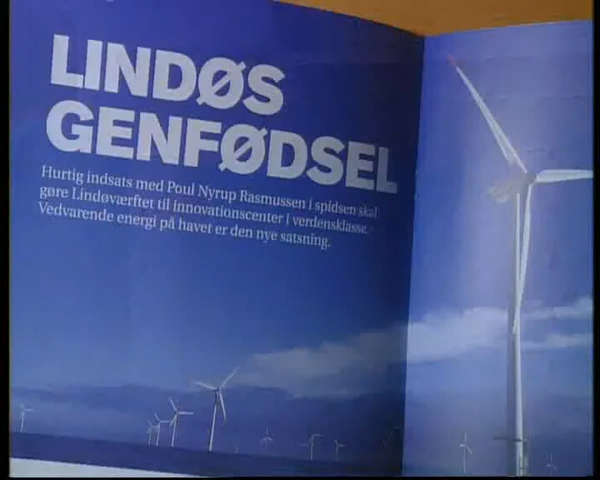 LINDØS
GENFØDSEL
Hurtig indsats med Poul Nyrup Rasmussen i spidsen skal
gøre Lindøværftet til innovationscenter i verdensklasse.
Vedvarende energi på havet er den nye satsning.